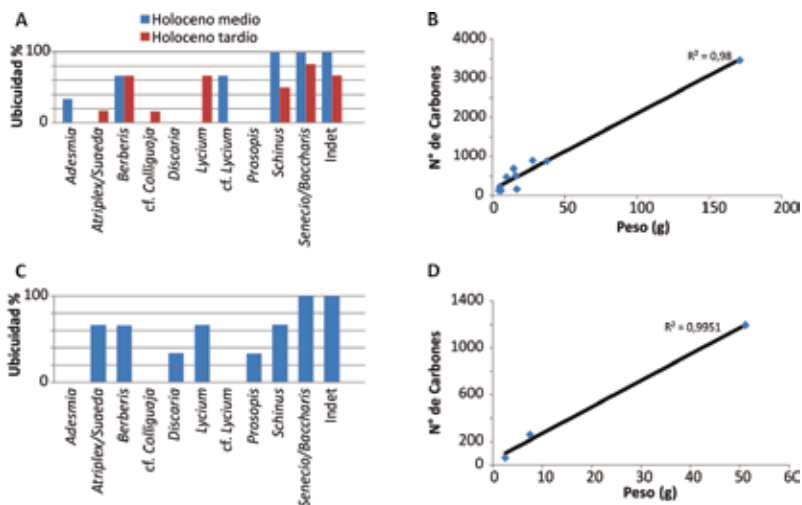 A
Holoceno medio
Holoceno tardío
Ubicuidad %
100
0
Adesmia
Atriplex/Suaeda
Berberis
cf. Colliguaja
Discaria
Lycium
cf. Lycium
Prosopis
Schinus
Senecio/Baccharis
Indet
B
N° de Carbones
4000
3000
2000
1000
0
R² = 0,98
0
50
100
150
200
Peso (g)
C
Ubicuidad %
100
0
Adesmia
Atriplex/Suaeda
Berberis
cf. Colliguaja
Discaria
Lycium
cf. Lycium
Prosopis
Schinus
Senecio/Baccharis
Indet
D
N° de Carbones
1400
1200
600
200
0
R² = 0,9951
0
10
20
30
40
50
60
Peso (g)